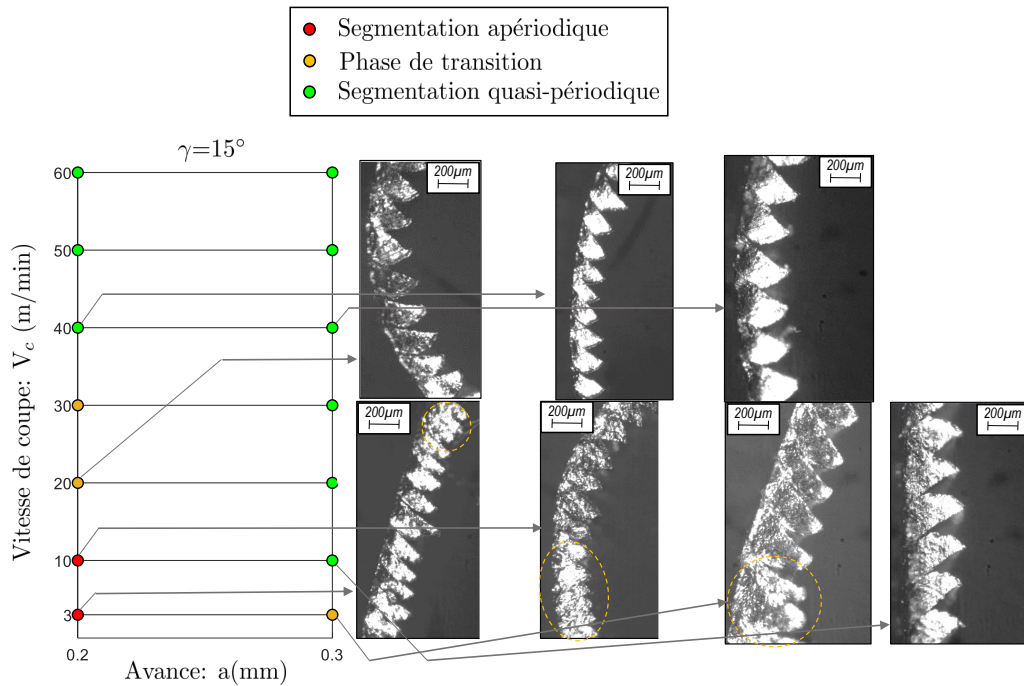 Segmentation apériodique
Phase de transition
Segmentation quasi-périodique
γ=15°
Vitesse de coupe: V_c (m/min)
60
50
40
30
20
10
3
0.2
0.3
Avance: a(mm)
200µm
200µm
200µm
200µm
200µm
200µm
200µm